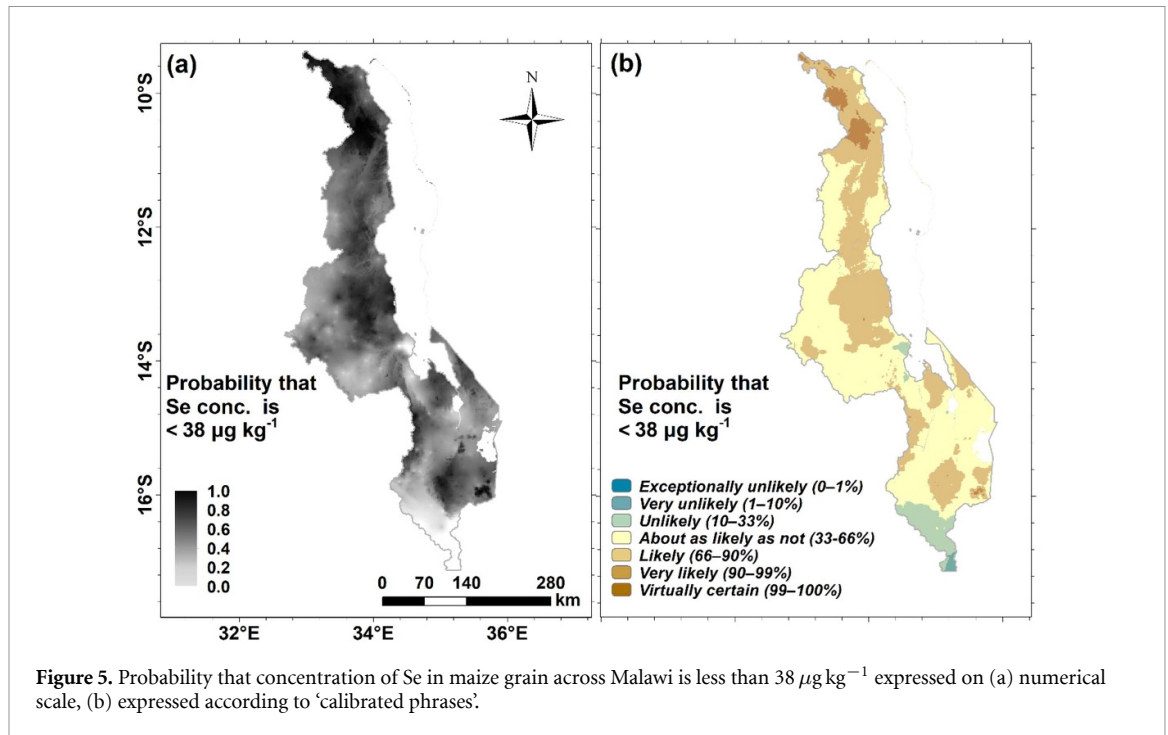 (a)
N
10°S
12°S
14°S
16°S
Probability that
Se conc. is
< 38 µg kg⁻¹
1.0
0.8
0.6
0.4
0.2
0.0
0 70 140 280
km
32°E 34°E 36°E
(b)
Probability that
Se conc. is
< 38 µg kg⁻¹
Exceptionally unlikely (0–1%)
Very unlikely (1–10%)
Unlikely (10–33%)
About as likely as not (33-66%)
Likely (66–90%)
Very likely (90–99%)
Virtually certain (99–100%)
Figure 5. Probability that concentration of Se in maize grain across Malawi is less than 38 µg kg⁻¹ expressed on (a) numerical
scale, (b) expressed according to ‘calibrated phrases’.